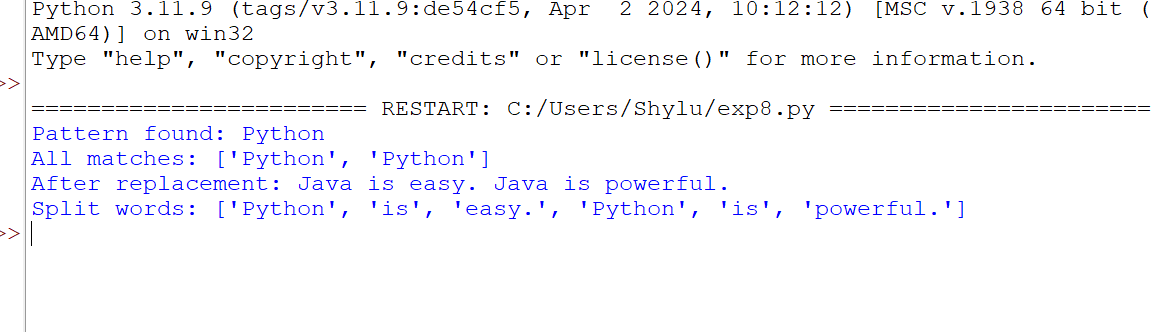 Python 3.11.9 (tags/v3.11.9:de54cf5, Apr  2 2024, 10:12:12) [MSC v.1938 64 bit (
AMD64)] on win32
Type "help", "copyright", "credits" or "license()" for more information.
>>
======================== RESTART: C:/Users/Shylu/exp8.py =======================
Pattern found: Python
All matches: ['Python', 'Python']
After replacement: Java is easy. Java is powerful.
Split words: ['Python', 'is', 'easy.', 'Python', 'is', 'powerful.']
>>